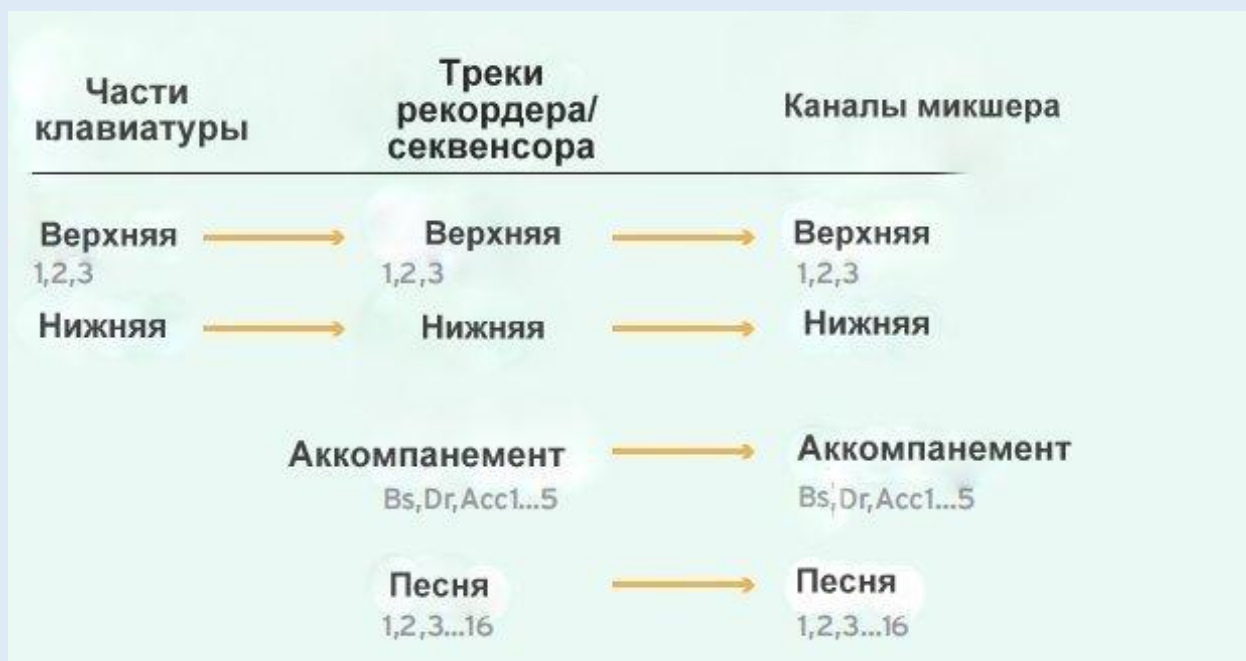 Части
клавиатуры
Треки
рекордера/
секвенсора
Каналы микшера
Верхняя
1,2,3
Верхняя
1,2,3
Верхняя
1,2,3
Нижняя
Нижняя
Нижняя
Аккомпанемент
Bs,Dr,Acc1...5
Аккомпанемент
Bs,Dr,Acc1...5
Песня
1,2,3...16
Песня
1,2,3...16